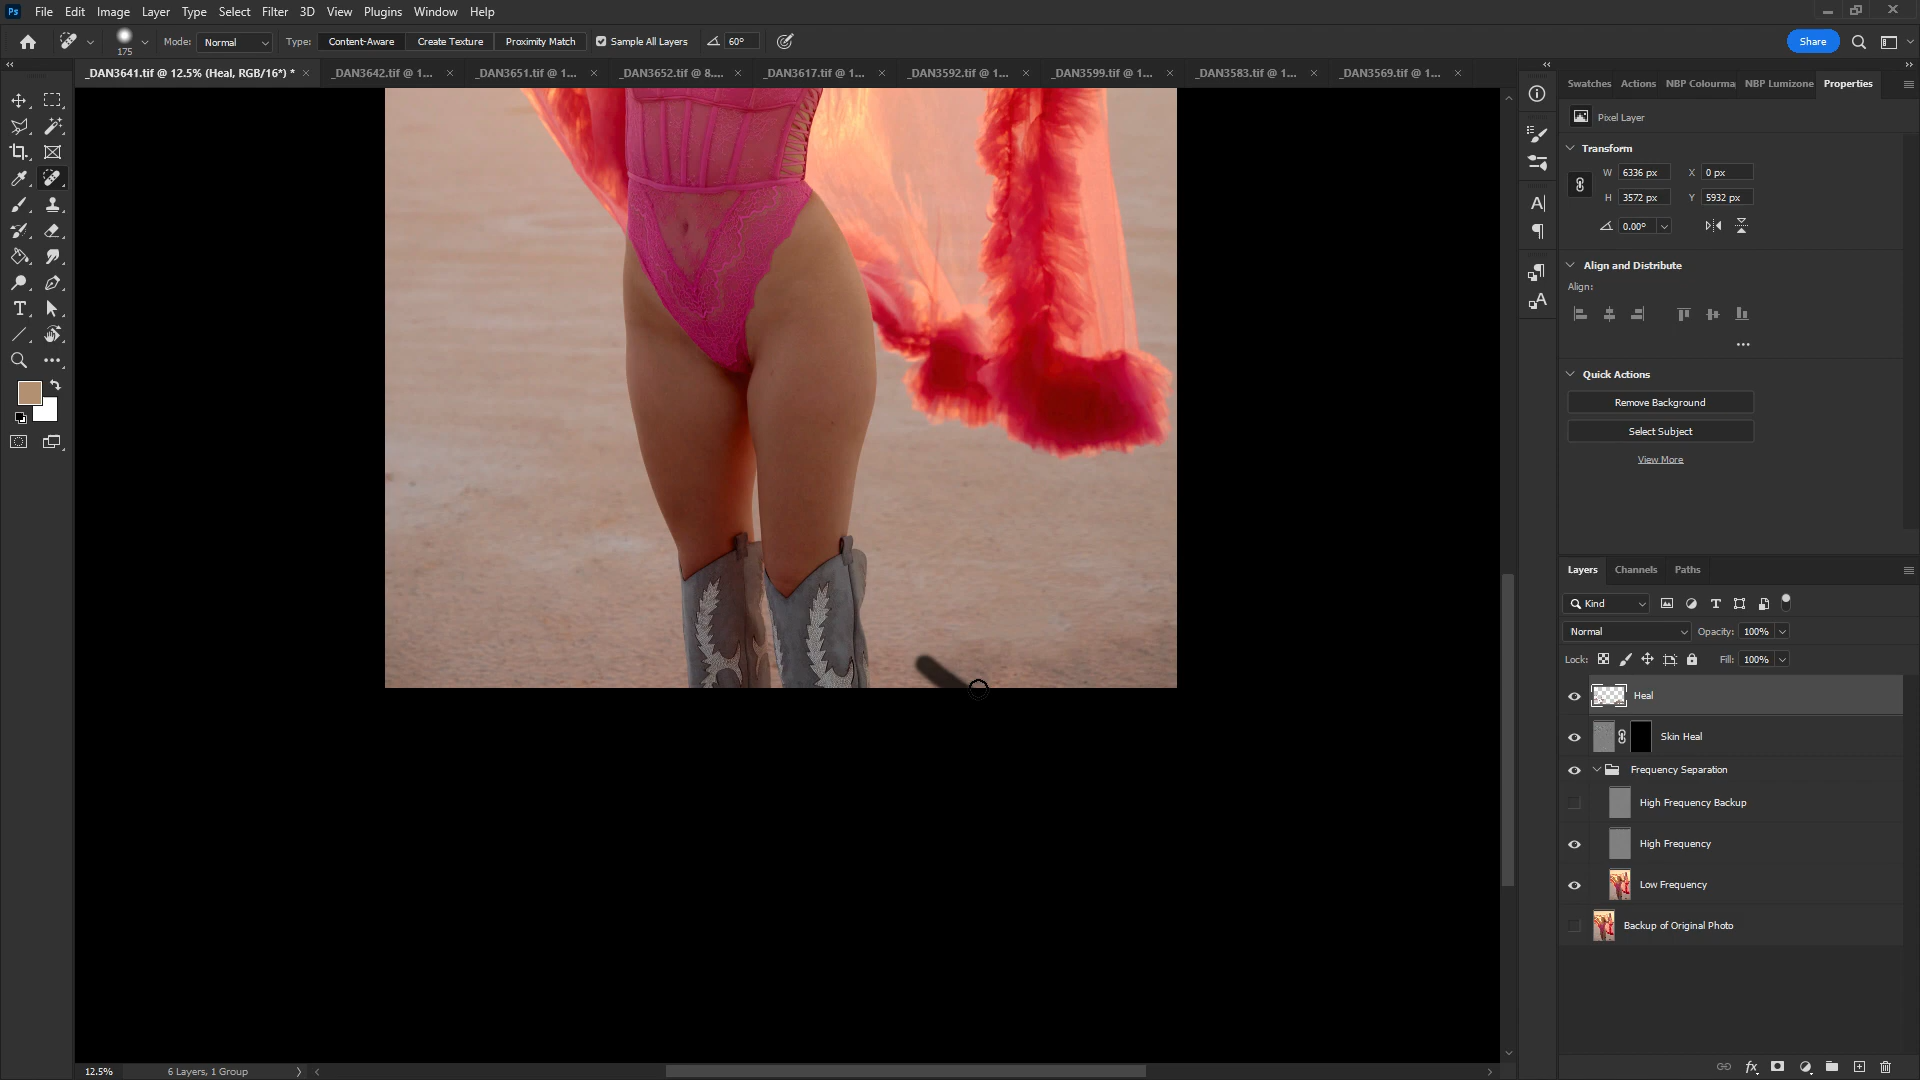 Ps File Edit Image Layer Type Select Filter 3D View Plugins Window Help
175 Mode: Normal Type: Content-Aware Create Texture Proximity Match Sample All Layers 60° Share
_DAN3641.tif @ 12.5% (Heal, RGB/16*) * _DAN3642.tif @ 1... _DAN3651.tif @ 1... _DAN3652.tif @ 8.... _DAN3617.tif @ 1... _DAN3592.tif @ 1... _DAN3599.tif @ 1... _DAN3583.tif @ 1... _DAN3569.tif @ 1...
Swatches Actions NBP Colourma NBP Lumizone Properties
Pixel Layer
Transform
W 6336 px X 0 px
H 3572 px Y 5932 px
0.00°
Align and Distribute
Align:
Quick Actions
Remove Background
Select Subject
View More
Layers Channels Paths
Kind
Normal Opacity: 100%
Lock: Fill: 100%
Heal
Skin Heal
Frequency Separation
High Frequency Backup
High Frequency
Low Frequency
Backup of Original Photo
12.5% 6 Layers, 1 Group